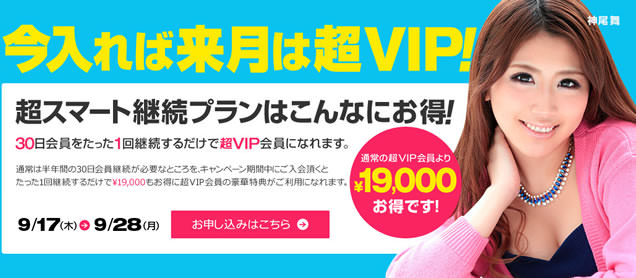 今入れば来月は超VIP!
神尾舞
超スマート継続プランはこんなにお得!
30日会員をたった1回継続するだけで超VIP会員になれます。
通常は半年間の30日会員継続が必要なところを、キャンペーン期間中にご入会頂くと
たった1回継続するだけで¥19,000もお得に超VIP会員の豪華特典がご利用になれます。
通常の超VIP会員より
¥19,000
お得です!
9/17(木)→9/28(月)
お申し込みはこちら